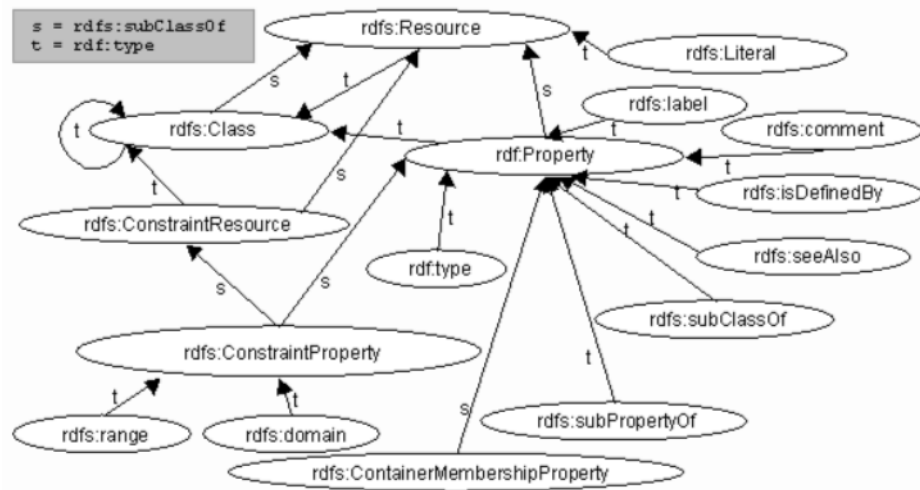 s = rdfs:subClassOf
t = rdf:type
rdfs:Resource
t
rdfs:Literal
s
t
s
rdfs:label
t
rdfs:Class
t
t
rdfs:comment
rdf:Property
t
t
s
rdfs:isDefinedBy
t
rdfs:ConstraintResource
t
t
t
rdfs:seeAlso
rdf:type
s
s
rdfs:subClassOf
rdfs:ConstraintProperty
t
t
t
s
rdfs:range
rdfs:domain
rdfs:subPropertyOf
rdfs:ContainerMembershipProperty